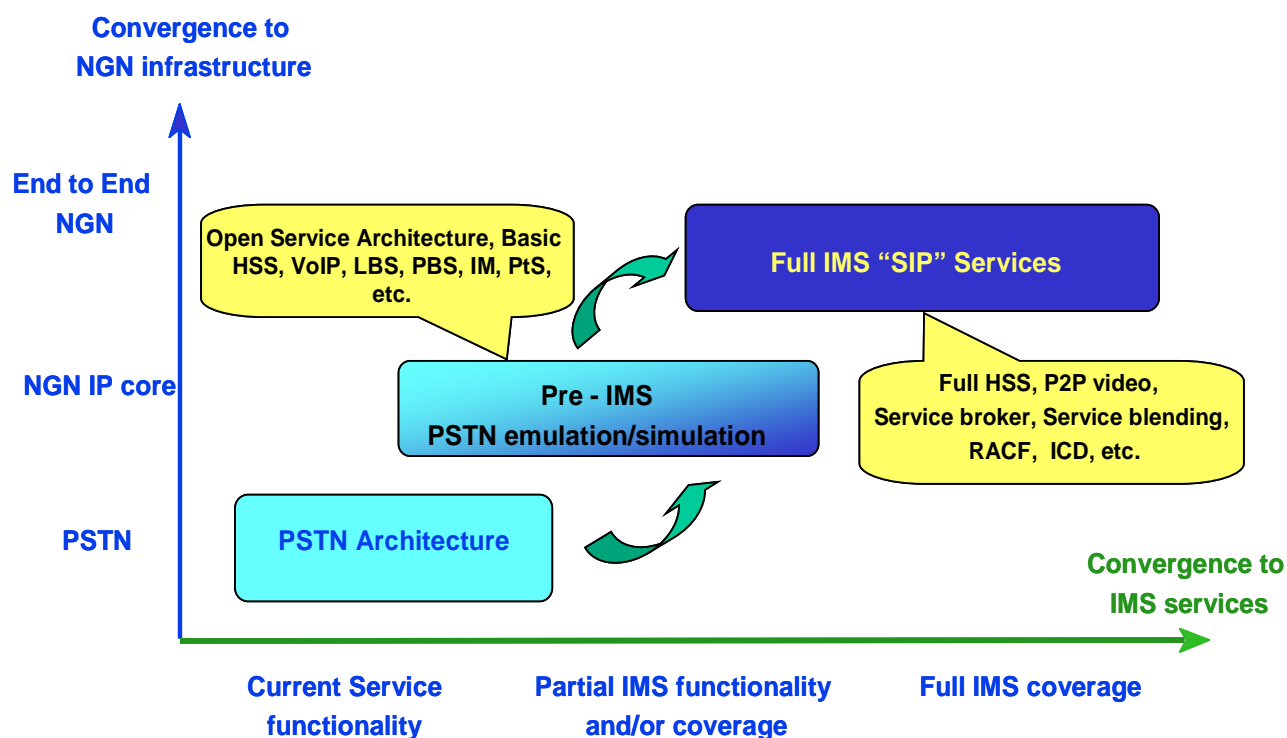 Convergence to
NGN infrastructure
End to End
NGN
Open Service Architecture, Basic
HSS, VoIP, LBS, PBS, IM, PtS,
etc.
Full IMS “SIP” Services
NGN IP core
Pre - IMS
PSTN emulation/simulation
Full HSS, P2P video,
Service broker, Service blending,
RACF, ICD, etc.
PSTN
PSTN Architecture
Convergence to
IMS services
Current Service
functionality
Partial IMS functionality
and/or coverage
Full IMS coverage